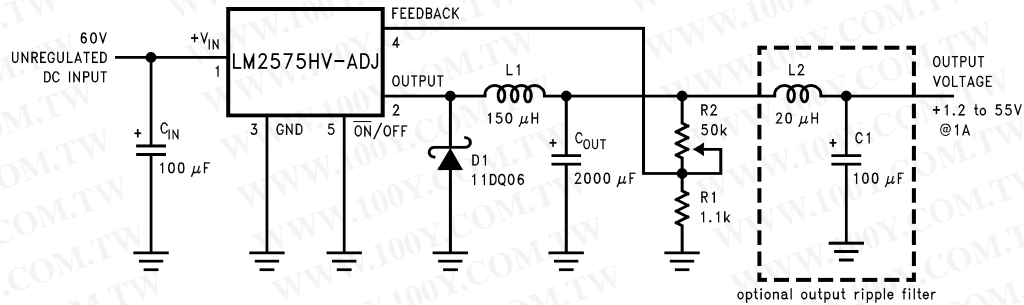 60V
UNREGULATED
DC INPUT
+VIN
1
LM2575HV-ADJ
FEEDBACK
4
OUTPUT
2
3 GND
5 ON/OFF
+ CIN
100 μF
D1
11DQ06
L1
150 μH
+ COUT
2000 μF
R2
50k
R1
1.1k
L2
20 μH
+ C1
100 μF
OUTPUT
VOLTAGE
+1.2 to 55V
@1A
optional output ripple filter
WWW.100Y.COM.TW